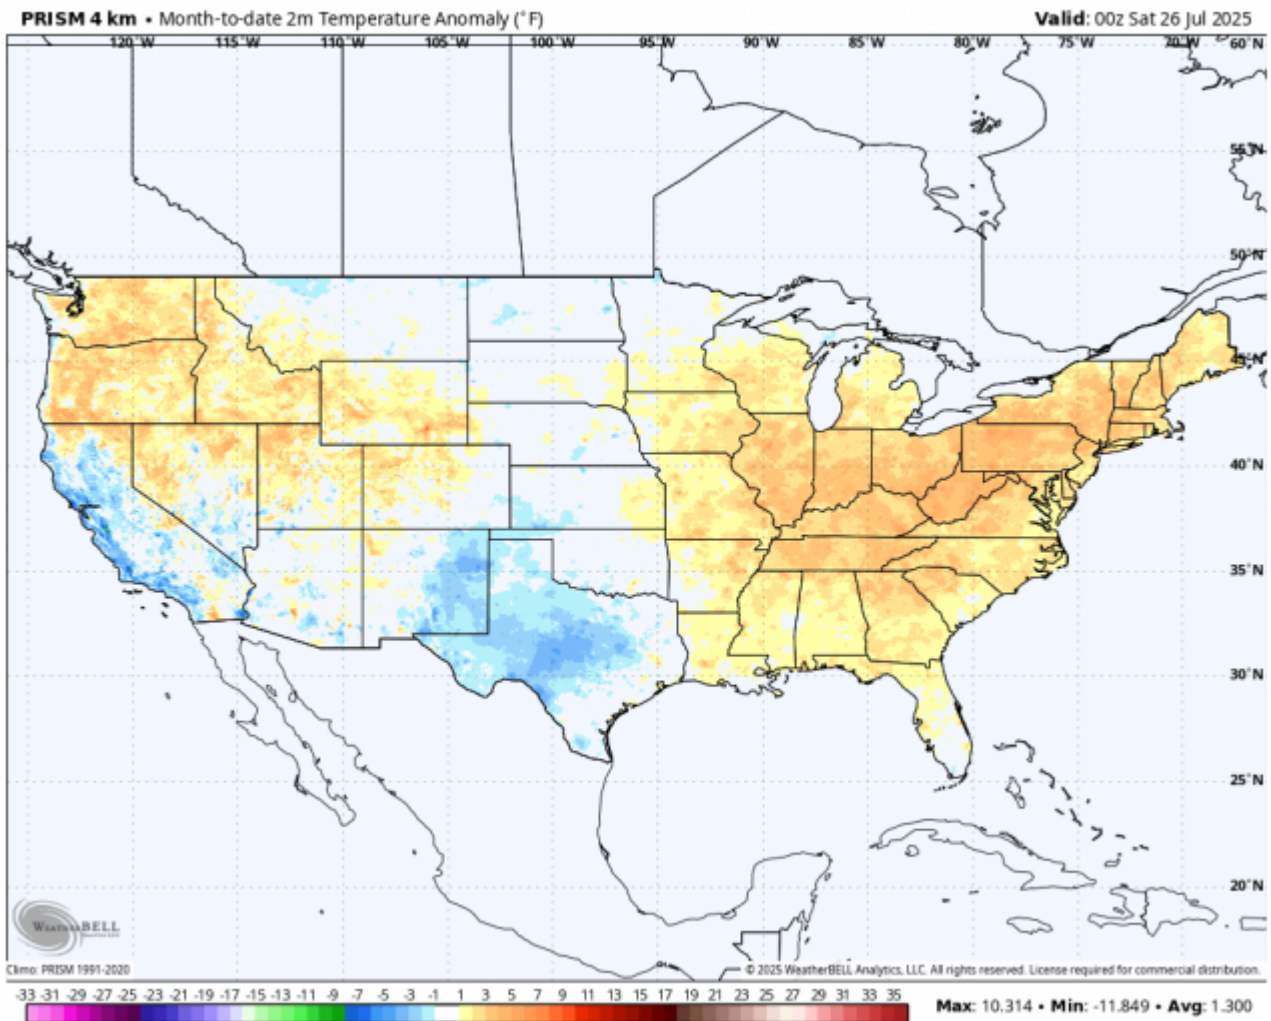 PRISM 4 km • Month-to-date 2m Temperature Anomaly (°F)
Valid: 00z Sat 26 Jul 2025
120°W 115°W 110°W 105°W 100°W 95°W 90°W 85°W 80°W 75°W 70°W 60°N
55°N
50°N
45°N
40°N
35°N
30°N
25°N
20°N
WEATHERBELL
Climo: PRISM 1991-2020
© 2025 WeatherBELL Analytics, LLC. All rights reserved. License required for commercial distribution.
-33 -31 -29 -27 -25 -23 -21 -19 -17 -15 -13 -11 -9 -7 -5 -3 -1 1 3 5 7 9 11 13 15 17 19 21 23 25 27 29 31 33 35
Max: 10.314 • Min: -11.849 • Avg: 1.300